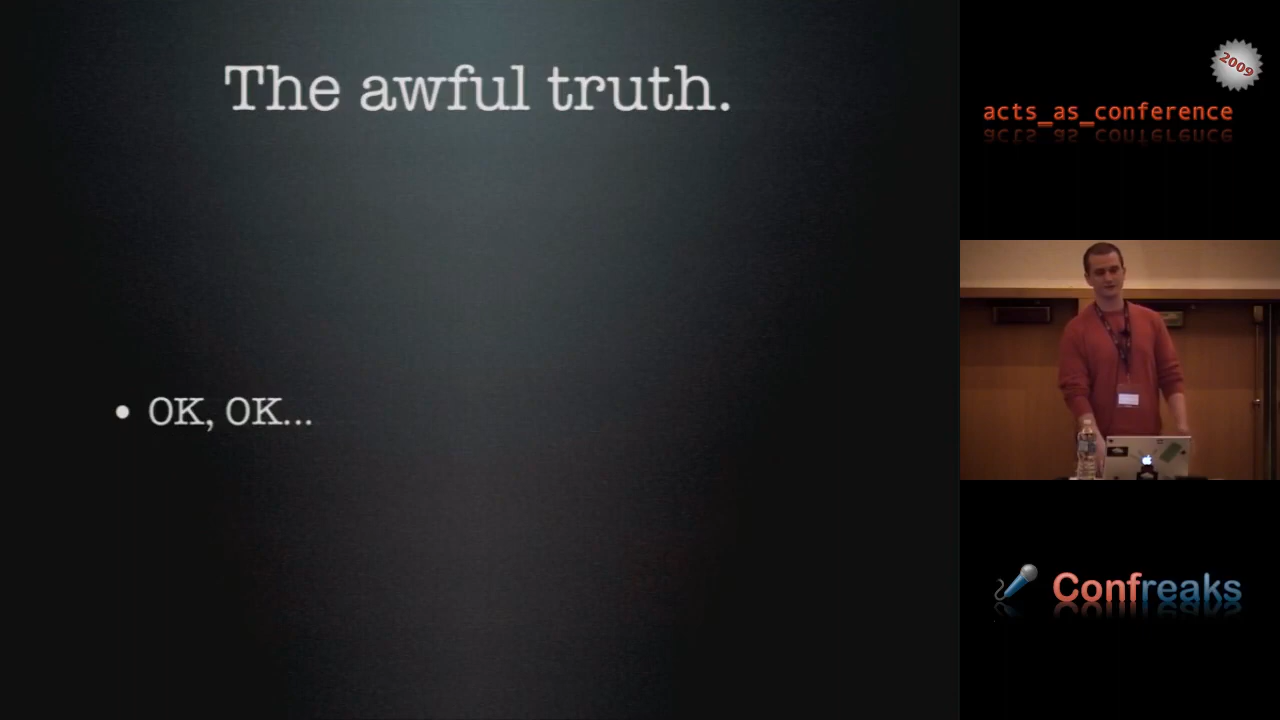 The awful truth.
• OK, OK...
2009
acts_as_conference
Confreaks